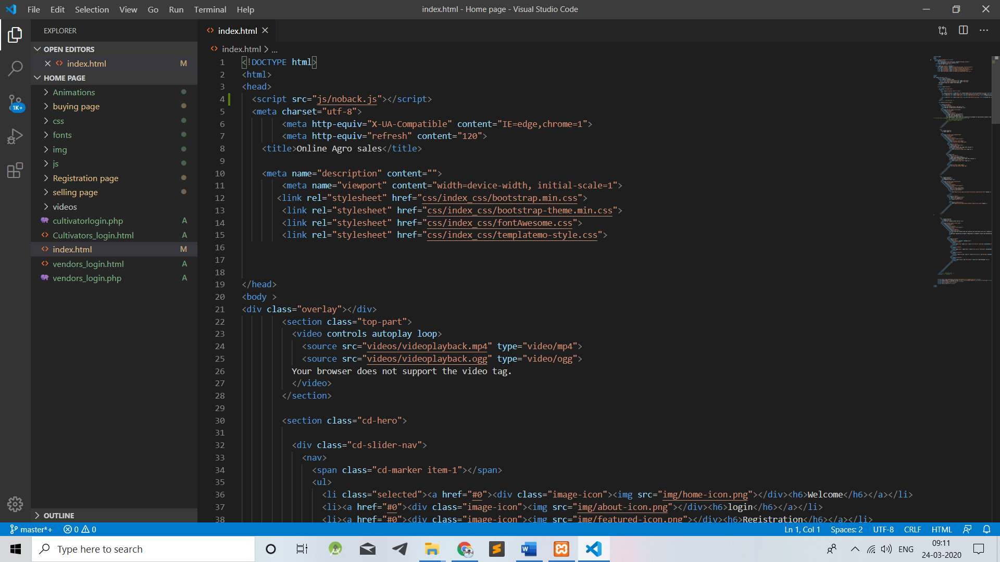 File Edit Selection View Go Run Terminal Help
index.html - Home page - Visual Studio Code
EXPLORER
OPEN EDITORS
index.html M
HOME PAGE
Animations
buying page
css
fonts
img
js
Registration page
selling page
videos
cultivatorlogin.php A
Cultivators_login.html A
index.html M
vendors_login.html A
vendors_login.php A
OUTLINE
1K+
index.html
index.html > ...
1 <!DOCTYPE html>
2 <html>
3 <head>
4 <script src="js/noback.js"></script>
5 <meta charset="utf-8">
6 <meta http-equiv="X-UA-Compatible" content="IE=edge,chrome=1">
7 <meta http-equiv="refresh" content="120">
8 <title>Online Agro sales</title>
9
10 <meta name="description" content="">
11 <meta name="viewport" content="width=device-width, initial-scale=1">
12 <link rel="stylesheet" href="css/index_css/bootstrap.min.css">
13 <link rel="stylesheet" href="css/index_css/bootstrap-theme.min.css">
14 <link rel="stylesheet" href="css/index_css/fontAwesome.css">
15 <link rel="stylesheet" href="css/index_css/templatemo-style.css">
16
17
18
19 </head>
20 <body >
21 <div class="overlay"></div>
22 <section class="top-part">
23 <video controls autoplay loop>
24 <source src="videos/videoplayback.mp4" type="video/mp4">
25 <source src="videos/videoplayback.ogg" type="video/ogg">
26 Your browser does not support the video tag.
27 </video>
28 </section>
29
30 <section class="cd-hero">
31
32 <div class="cd-slider-nav">
33 <nav>
34 <span class="cd-marker item-1"></span>
35 <ul>
36 <li class="selected"><a href="#0"><div class="image-icon"><img src="img/home-icon.png"></div><h6>Welcome</h6></a></li>
37 <li><a href="#0"><div class="image-icon"><img src="img/about-icon.png"></div><h6>login</h6></a></li>
38 <li><a href="#0"><div class="image-icon"><img src="img/featured-icon.png"></div><h6>Registration</h6></a></li>
master*+ 0 0
Ln 1, Col 1 Spaces: 2 UTF-8 CRLF HTML
Type here to search
ENG
09:11
24-03-2020